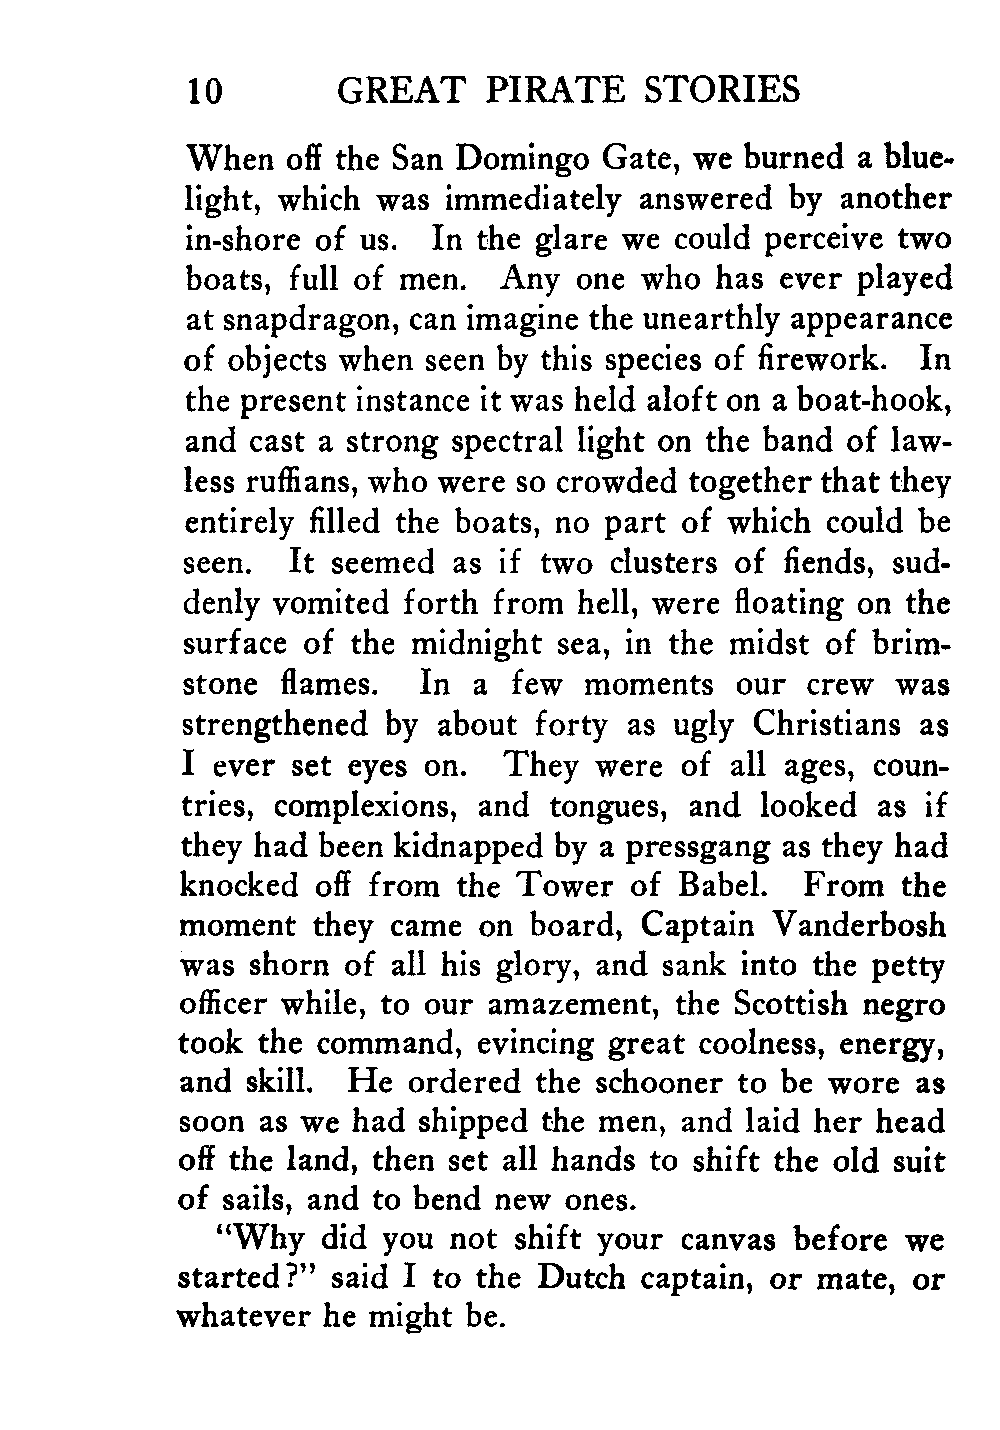 10 GREAT PIRATE STORIES
When off the San Domingo Gate, we burned a blue-
light, which was immediately answered by another
in-shore of us. In the glare we could perceive two
boats, full of men. Any one who has ever played
at snapdragon, can imagine the unearthly appearance
of objects when seen by this species of firework. In
the present instance it was held aloft on a boat-hook,
and cast a strong spectral light on the band of law-
less ruffians, who were so crowded together that they
entirely filled the boats, no part of which could be
seen. It seemed as if two clusters of fiends, sud-
denly vomited forth from hell, were floating on the
surface of the midnight sea, in the midst of brim-
stone flames. In a few moments our crew was
strengthened by about forty as ugly Christians as
I ever set eyes on. They were of all ages, coun-
tries, complexions, and tongues, and looked as if
they had been kidnapped by a pressgang as they had
knocked off from the Tower of Babel. From the
moment they came on board, Captain Vanderbosh
was shorn of all his glory, and sank into the petty
officer while, to our amazement, the Scottish negro
took the command, evincing great coolness, energy,
and skill. He ordered the schooner to be wore as
soon as we had shipped the men, and laid her head
off the land, then set all hands to shift the old suit
of sails, and to bend new ones.
"Why did you not shift your canvas before we
started?" said I to the Dutch captain, or mate, or
whatever he might be.